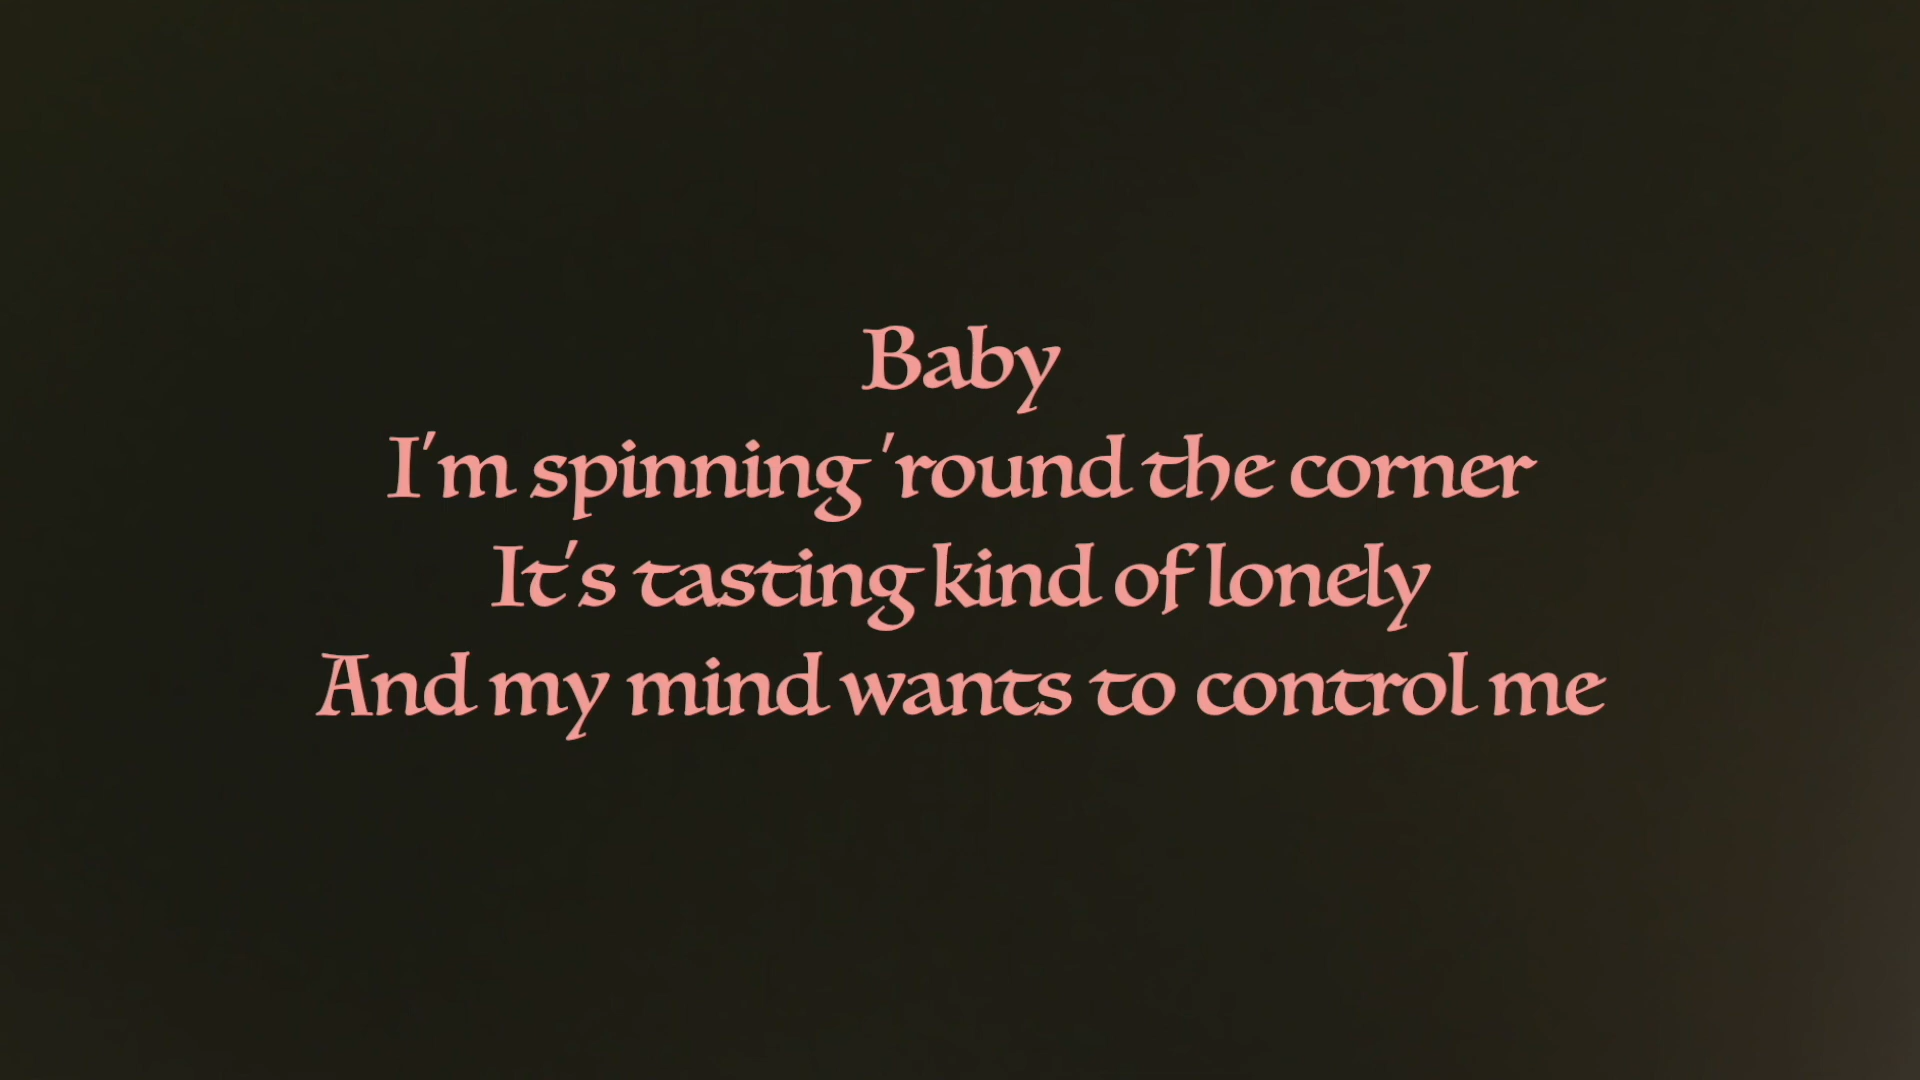 Baby
I'm spinning 'round the corner
It's tasting kind of lonely
And my mind wants to control me